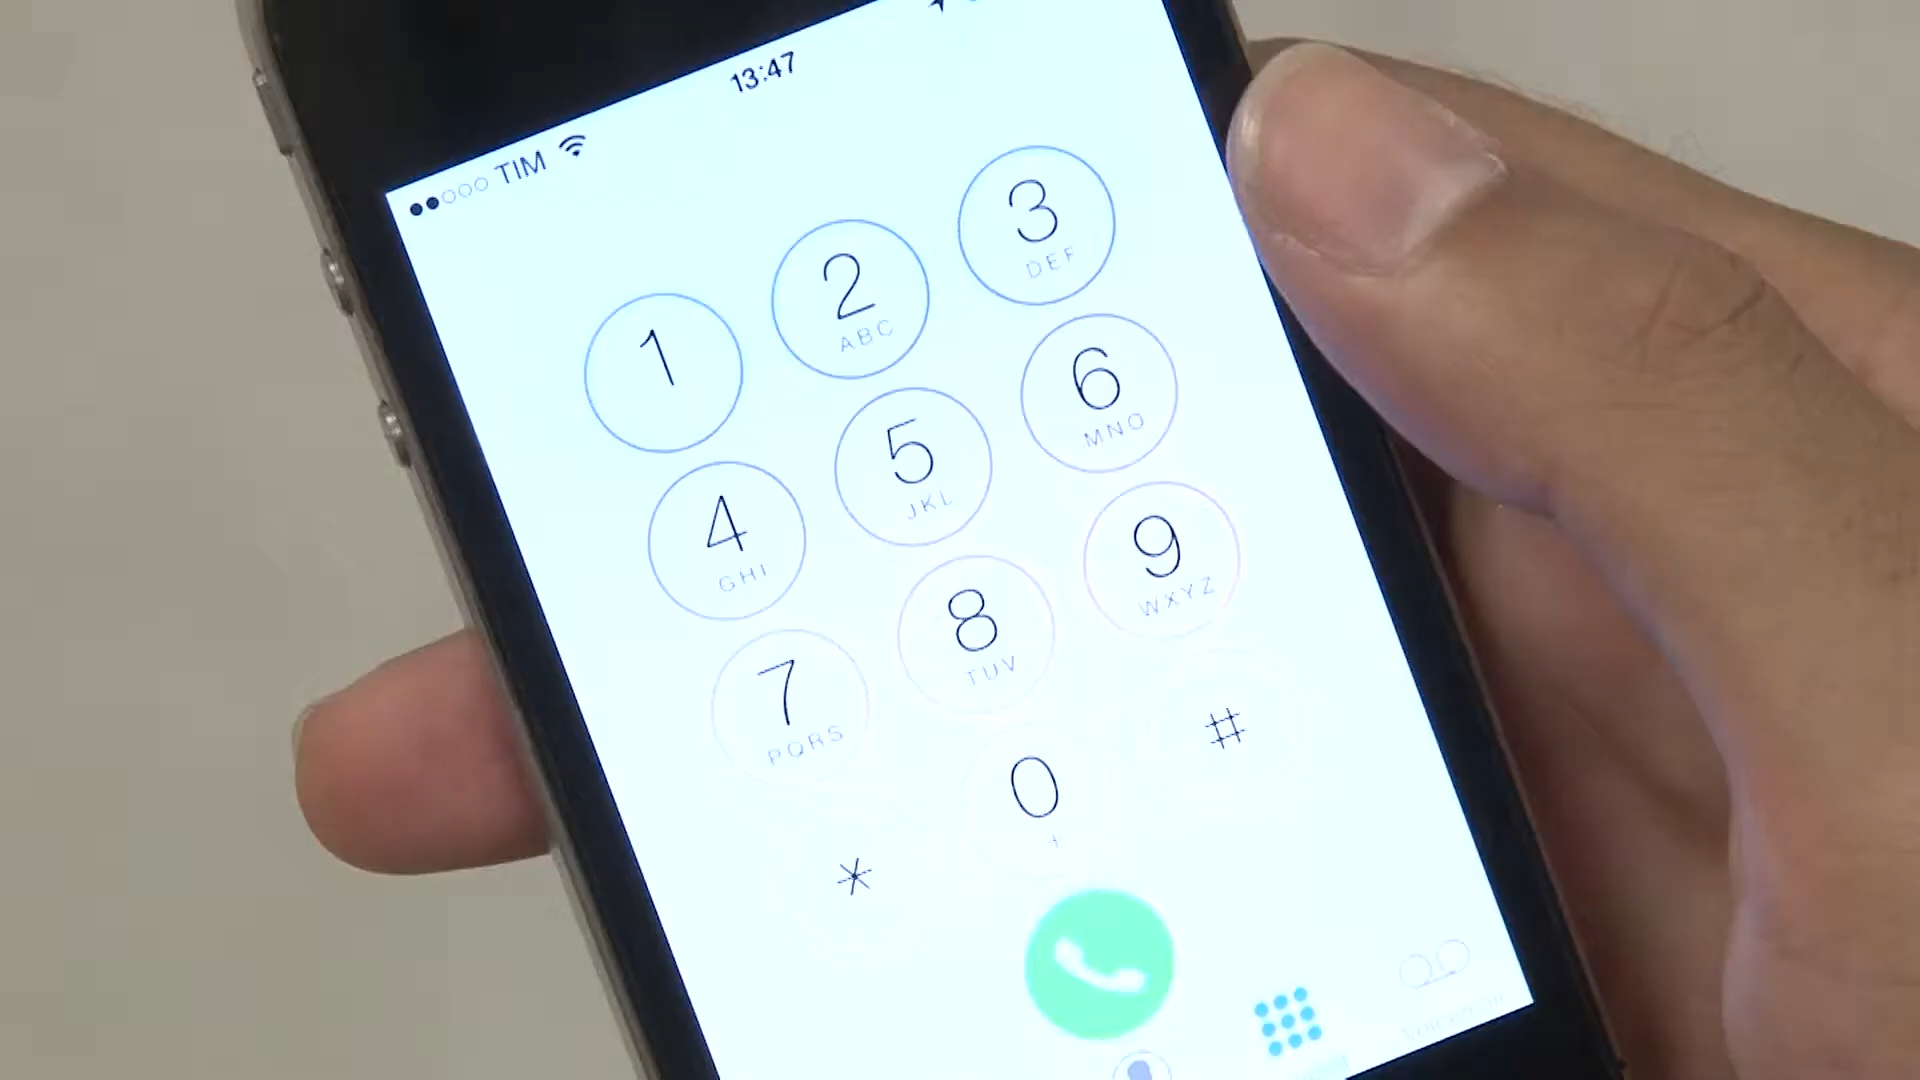 TIM 13:47
1 2 3
ABC DEF
4 5 6
GHI JKL MNO
7 8 9
PQRS TUV WXYZ
* 0 #
+
Voicemail